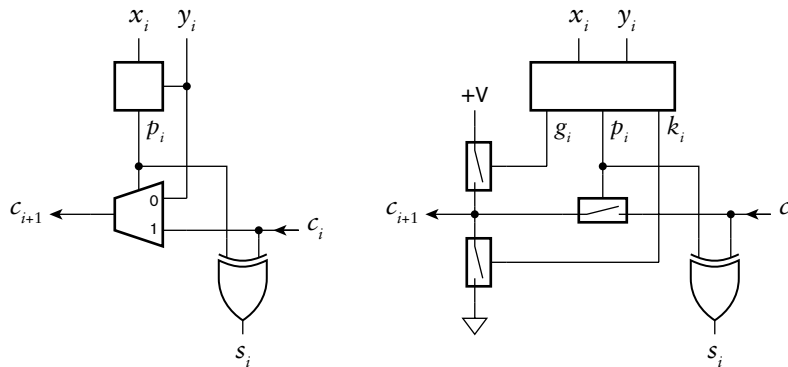 x_i y_i
p_i
0
1
c_{i+1}
c_i
s_i
x_i y_i
+V
g_i p_i k_i
c_{i+1}
c
s_i